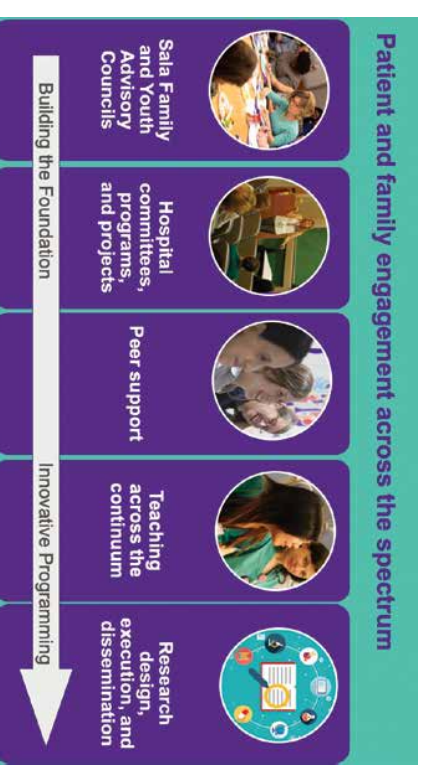 Patient and family engagement across the spectrum
Sala Family
and Youth
Advisory
Councils
Hospital
committees,
programs,
and projects
Peer support
Teaching
across the
continuum
Research
design,
execution, and
dissemination
Building the Foundation
Innovative Programming